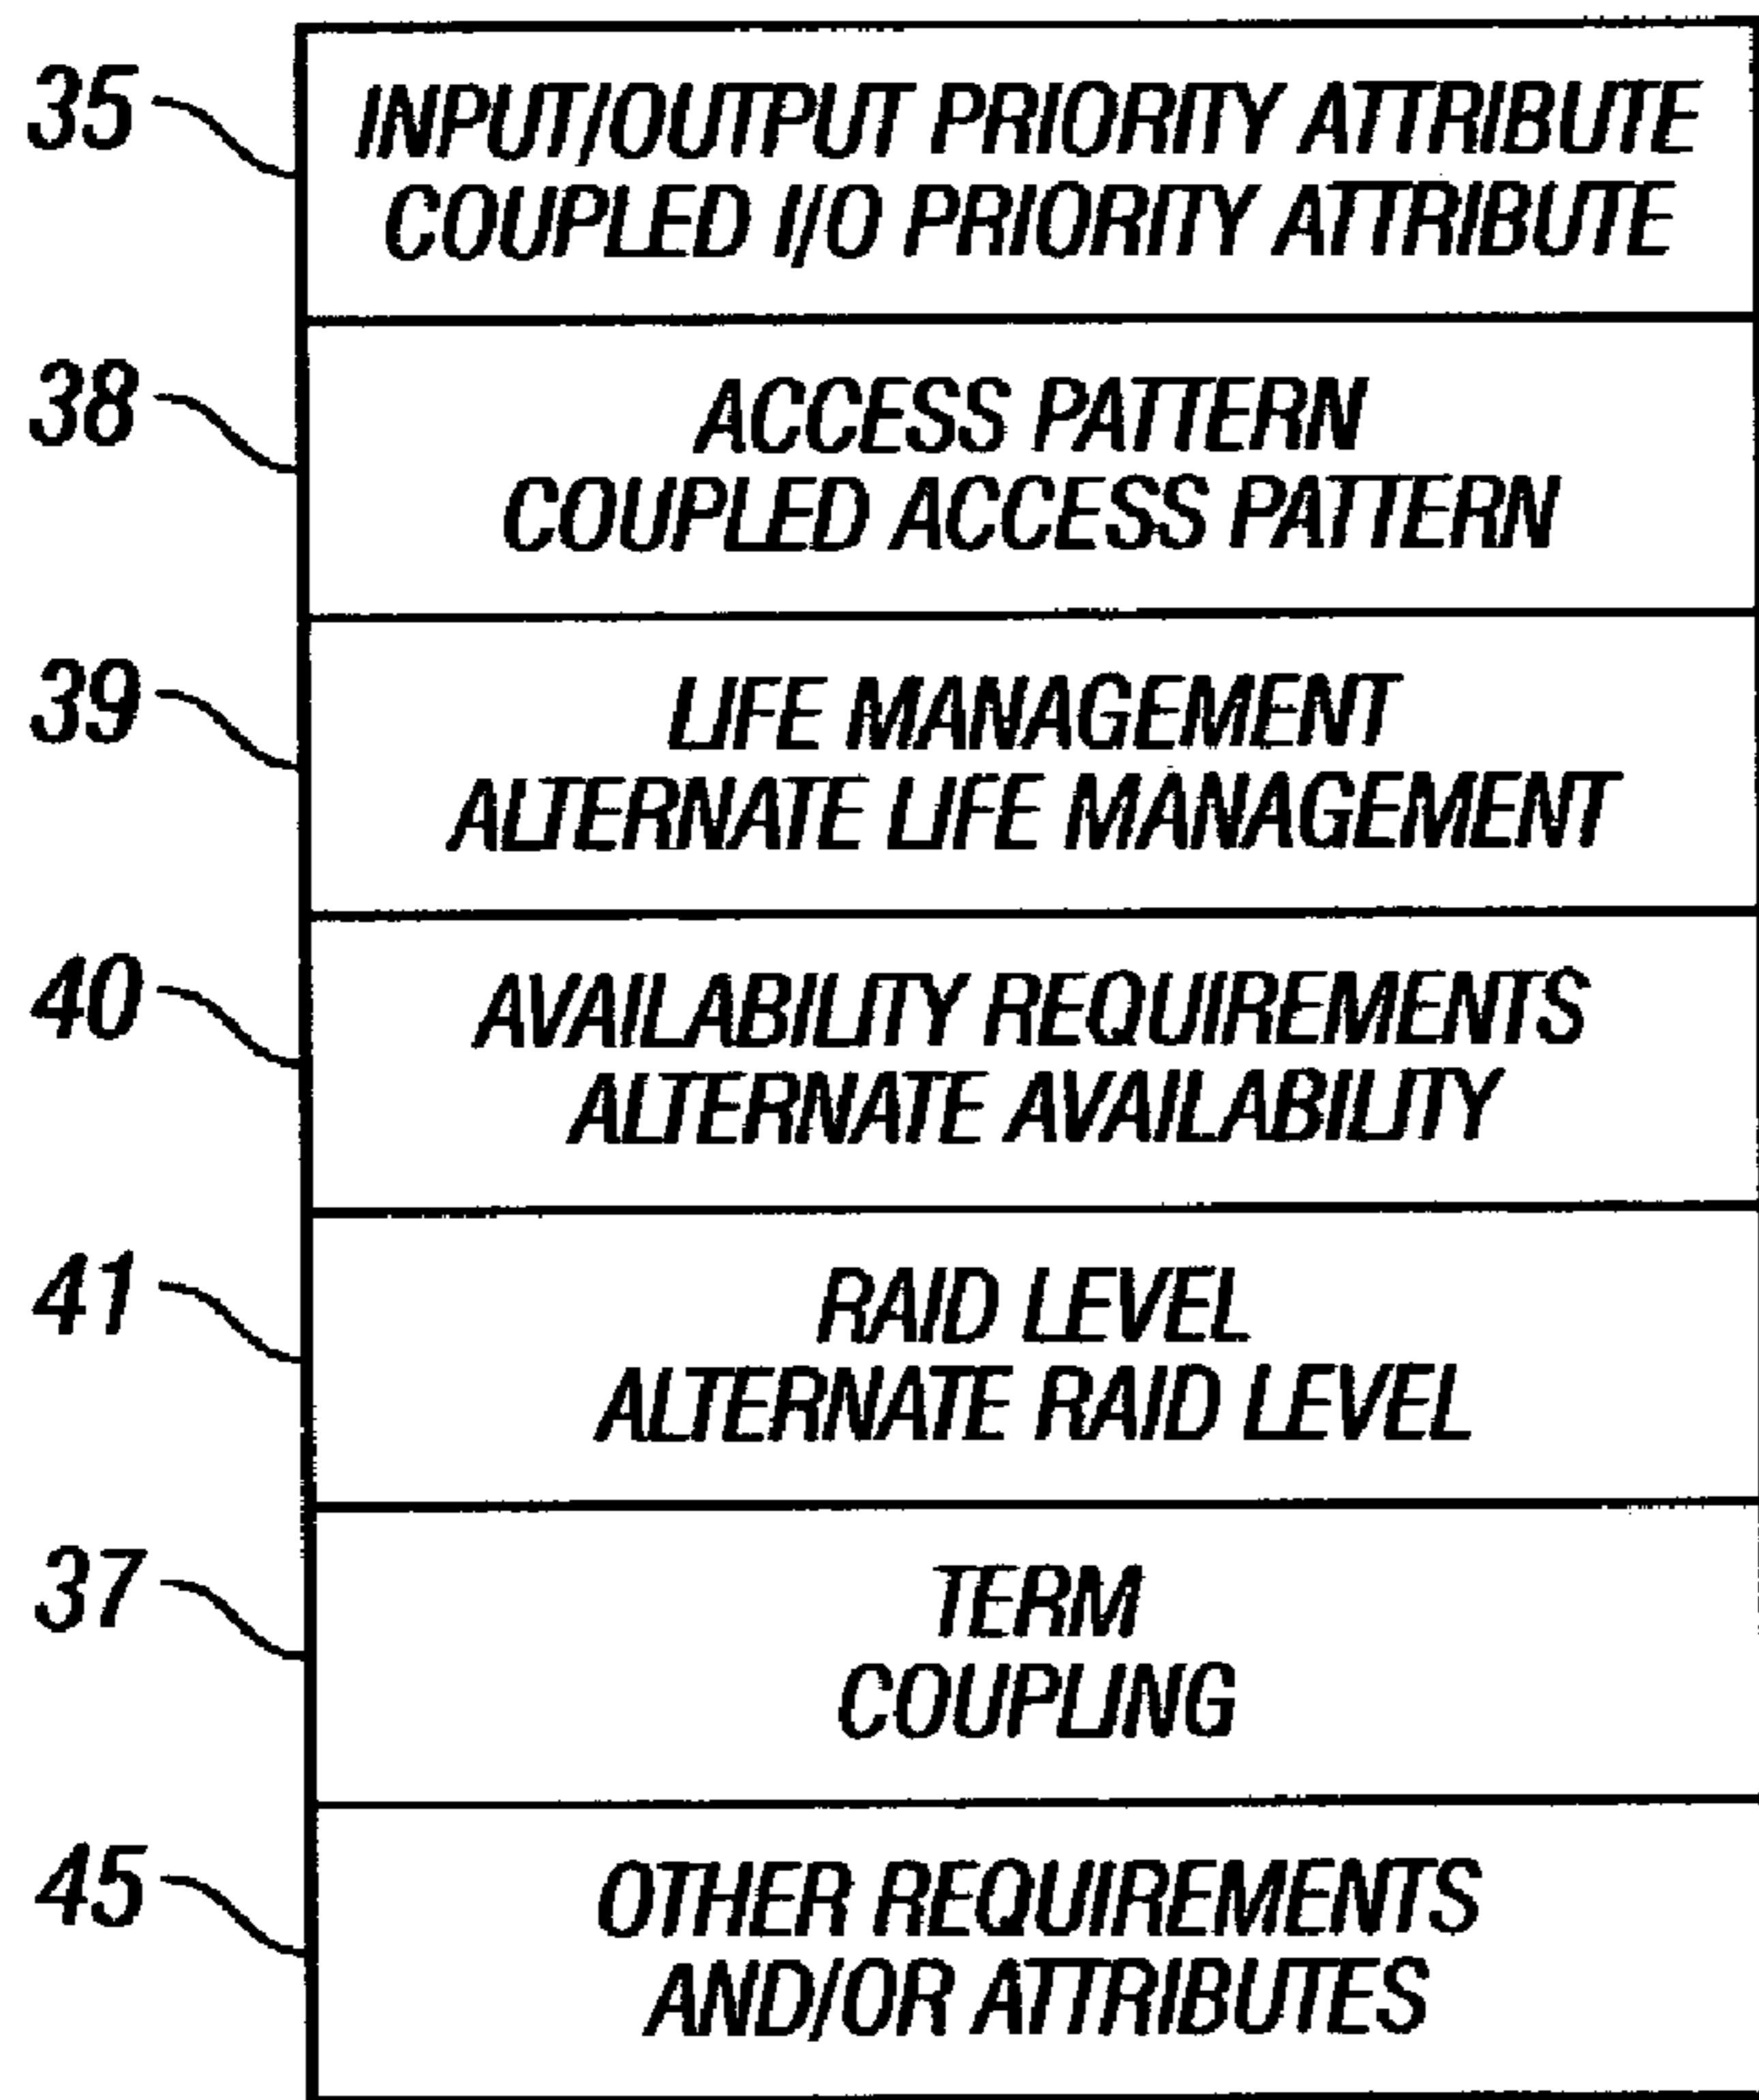 35
INPUT/OUTPUT PRIORITY ATTRIBUTE
COUPLED I/O PRIORITY ATTRIBUTE
38
ACCESS PATTERN
COUPLED ACCESS PATTERN
39
LIFE MANAGEMENT
ALTERNATE LIFE MANAGEMENT
40
AVAILABILITY REQUIREMENTS
ALTERNATE AVAILABILITY
41
RAID LEVEL
ALTERNATE RAID LEVEL
37
TERM
COUPLING
45
OTHER REQUIREMENTS
AND/OR ATTRIBUTES